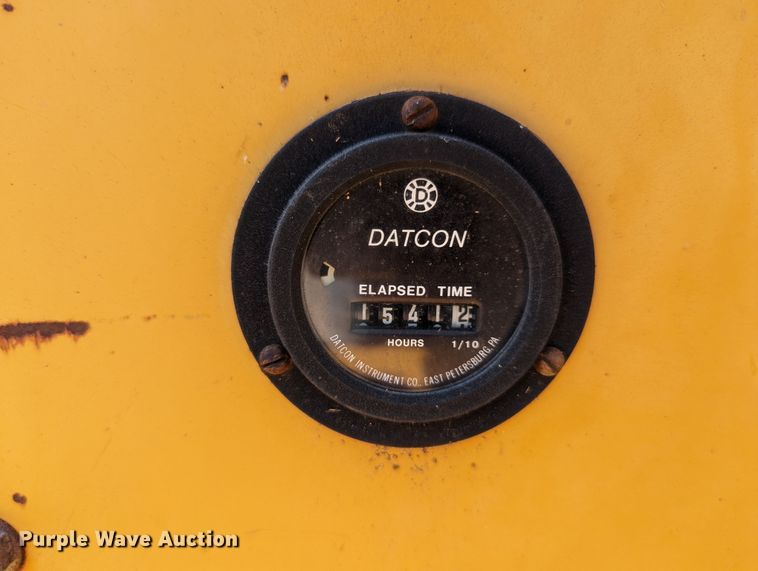 D
DATCON
ELAPSED TIME
15412
HOURS 1/10
DATCON INSTRUMENT CO., EAST PETERSBURG, PA
Purple Wave Auction